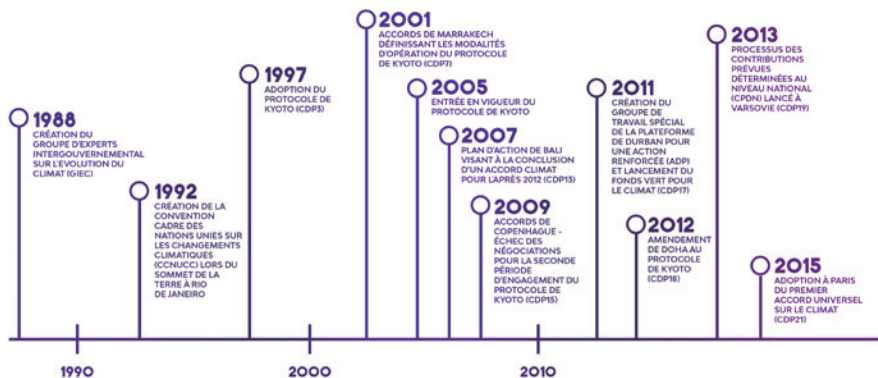 1988
CRÉATION DU
GROUPE D'EXPERTS
INTERGOUVERNEMENTAL
SUR L'EVOLUTION DU
CLIMAT (GIEC)
1992
CRÉATION DE LA
CONVENTION
CADRE DES
NATIONS UNIES SUR
LES CHANGEMENTS
CLIMATIQUES
(CCNUCC) LORS DU
SOMMET DE LA
TERRE À RIO
DE JANEIRO
1997
ADOPTION DU
PROTOCOLE DE
KYOTO (CDP3)
2001
ACCORDS DE MARRAKECH
DÉFINISSANT LES MODALITÉS
D'OPÉRATION DU PROTOCOLE
DE KYOTO (CDP7)
2005
ENTRÉE EN VIGUEUR DU
PROTOCOLE DE KYOTO
2007
PLAN D'ACTION DE BALI
VISANT À LA CONCLUSION
D'UN ACCORD CLIMAT
POUR L'APRÈS 2012 (CDP13)
2009
ACCORDS DE
COPENHAGUE -
ÉCHEC DES
NÉGOCIATIONS
POUR LA SECONDE
PÉRIODE
D'ENGAGEMENT DU
PROTOCOLE DE
KYOTO (CDP15)
2011
CRÉATION DU
GROUPE DE
TRAVAIL SPÉCIAL
DE LA PLATEFORME
DE DURBAN POUR
UNE ACTION
RENFORCÉE (ADP)
ET LANCEMENT DU
FONDS VERT POUR
LE CLIMAT (CDP17)
2012
AMENDEMENT
DE DOHA AU
PROTOCOLE
DE KYOTO
(CDP18)
2013
PROCESSUS DES
CONTRIBUTIONS
PRÉVUES
DÉTERMINÉES AU
NIVEAU NATIONAL
(CPDN) LANCÉ À
VARSOVIE (CDP19)
2015
ADOPTION À PARIS
DU PREMIER
ACCORD UNIVERSEL
SUR LE CLIMAT
(CDP21)
1990
2000
2010